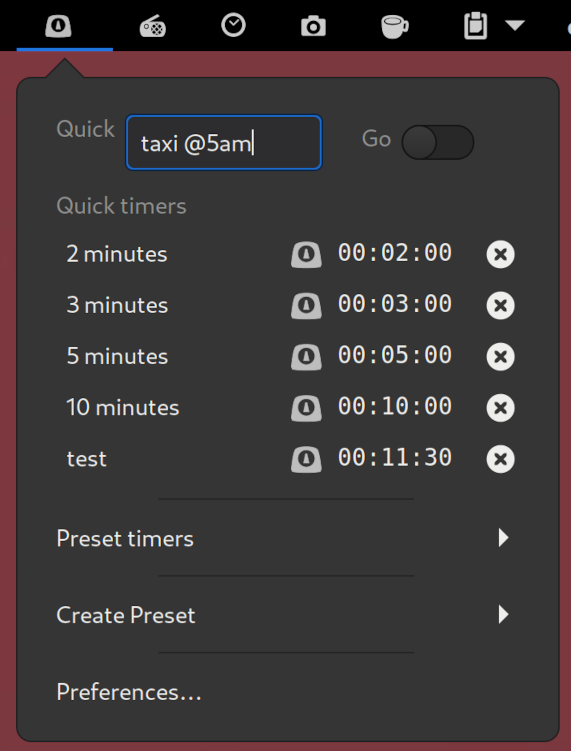 Quick taxi @5am Go
Quick timers
2 minutes 00:02:00
3 minutes 00:03:00
5 minutes 00:05:00
10 minutes 00:10:00
test 00:11:30
Preset timers
Create Preset
Preferences...